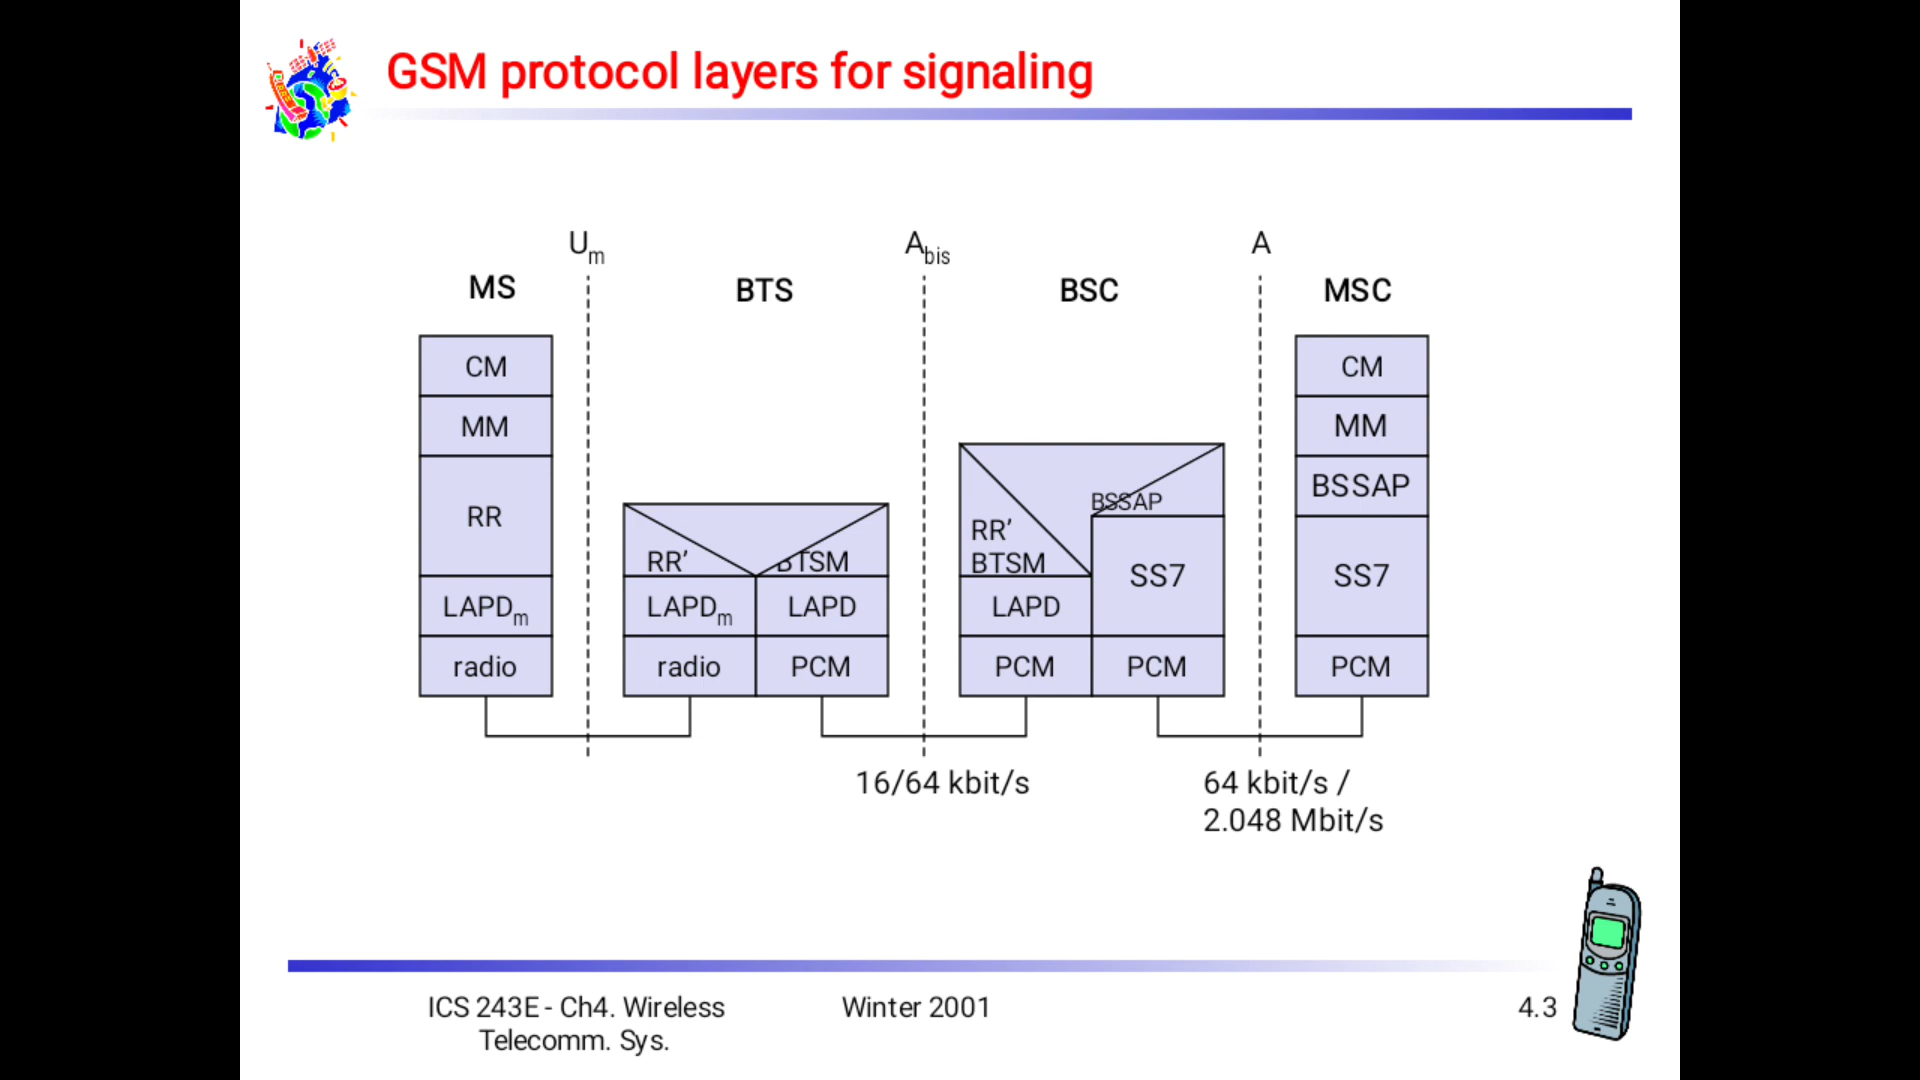 GSM protocol layers for signaling
Um
Abis
A
MS
BTS
BSC
MSC
CM
CM
MM
MM
RR
BSSAP
BSSAP
RR’
BTSM
RR’
BTSM
SS7
SS7
LAPDm
LAPDm
LAPD
LAPD
radio
radio
PCM
PCM
PCM
PCM
16/64 kbit/s
64 kbit/s /
2.048 Mbit/s
ICS 243E - Ch4. Wireless
Telecomm. Sys.
Winter 2001
4.3